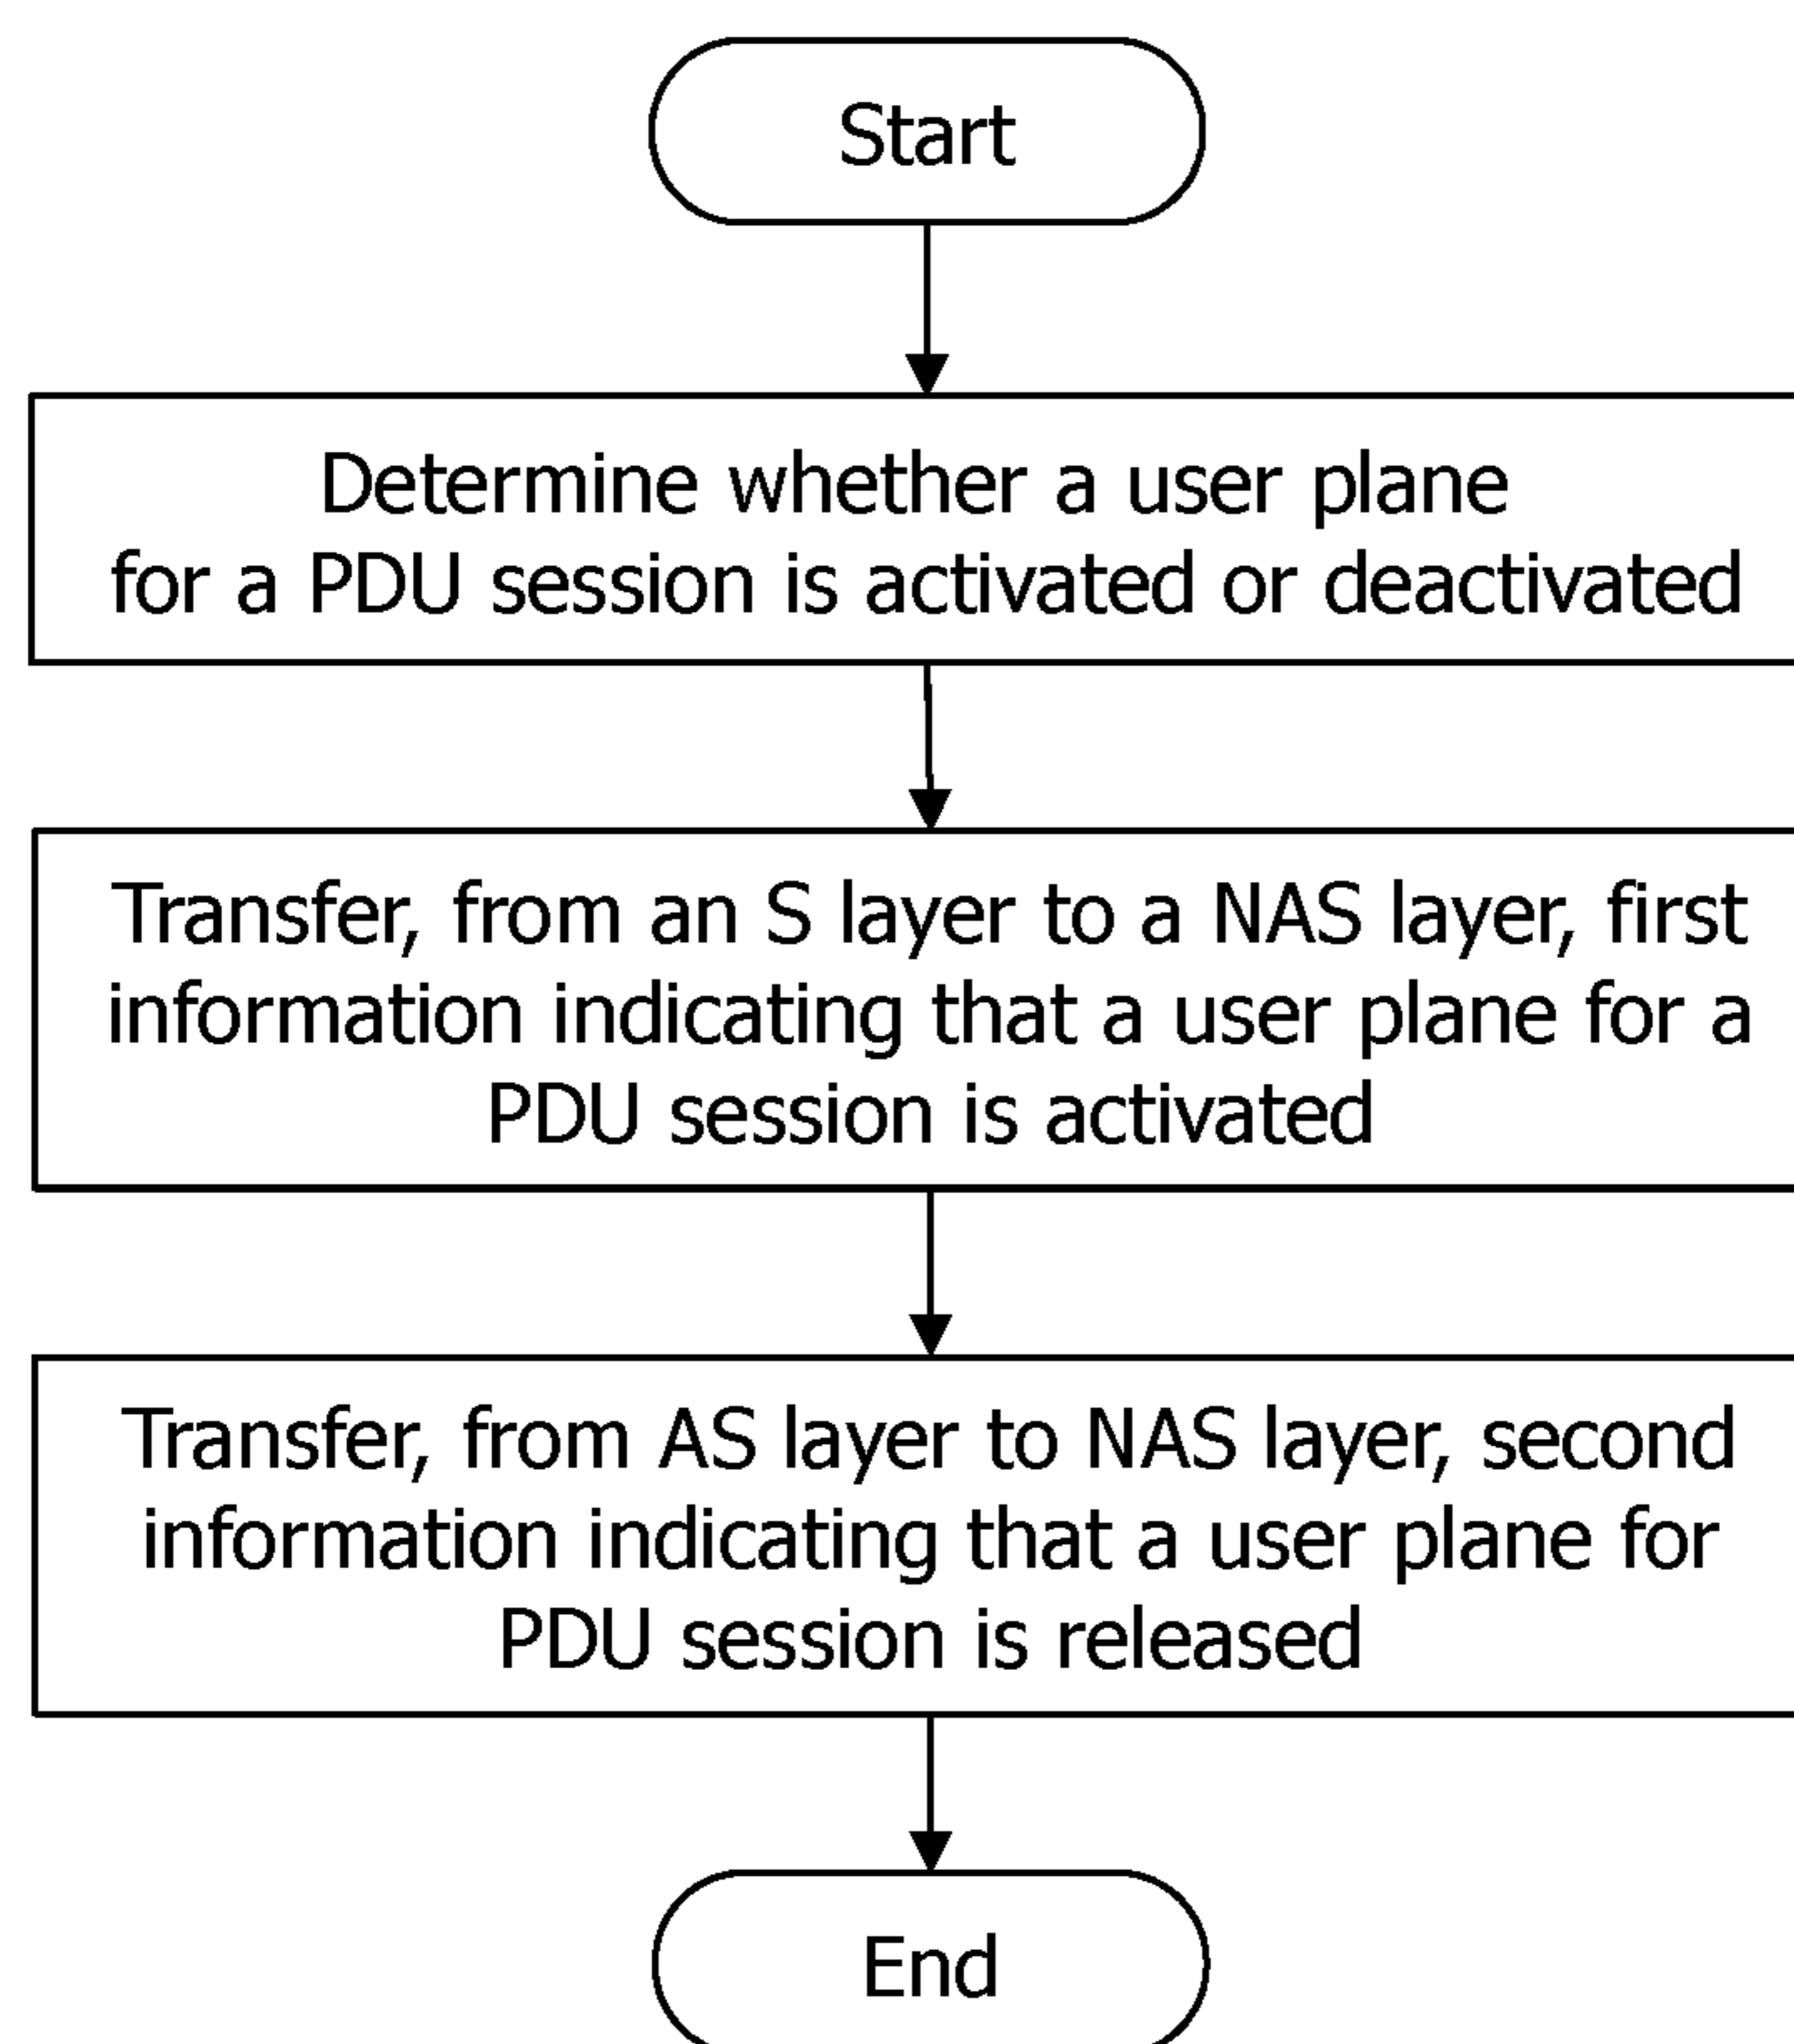 Start
Determine whether a user plane
for a PDU session is activated or deactivated
Transfer, from an S layer to a NAS layer, first
information indicating that a user plane for a
PDU session is activated
Transfer, from AS layer to NAS layer, second
information indicating that a user plane for
PDU session is released
End